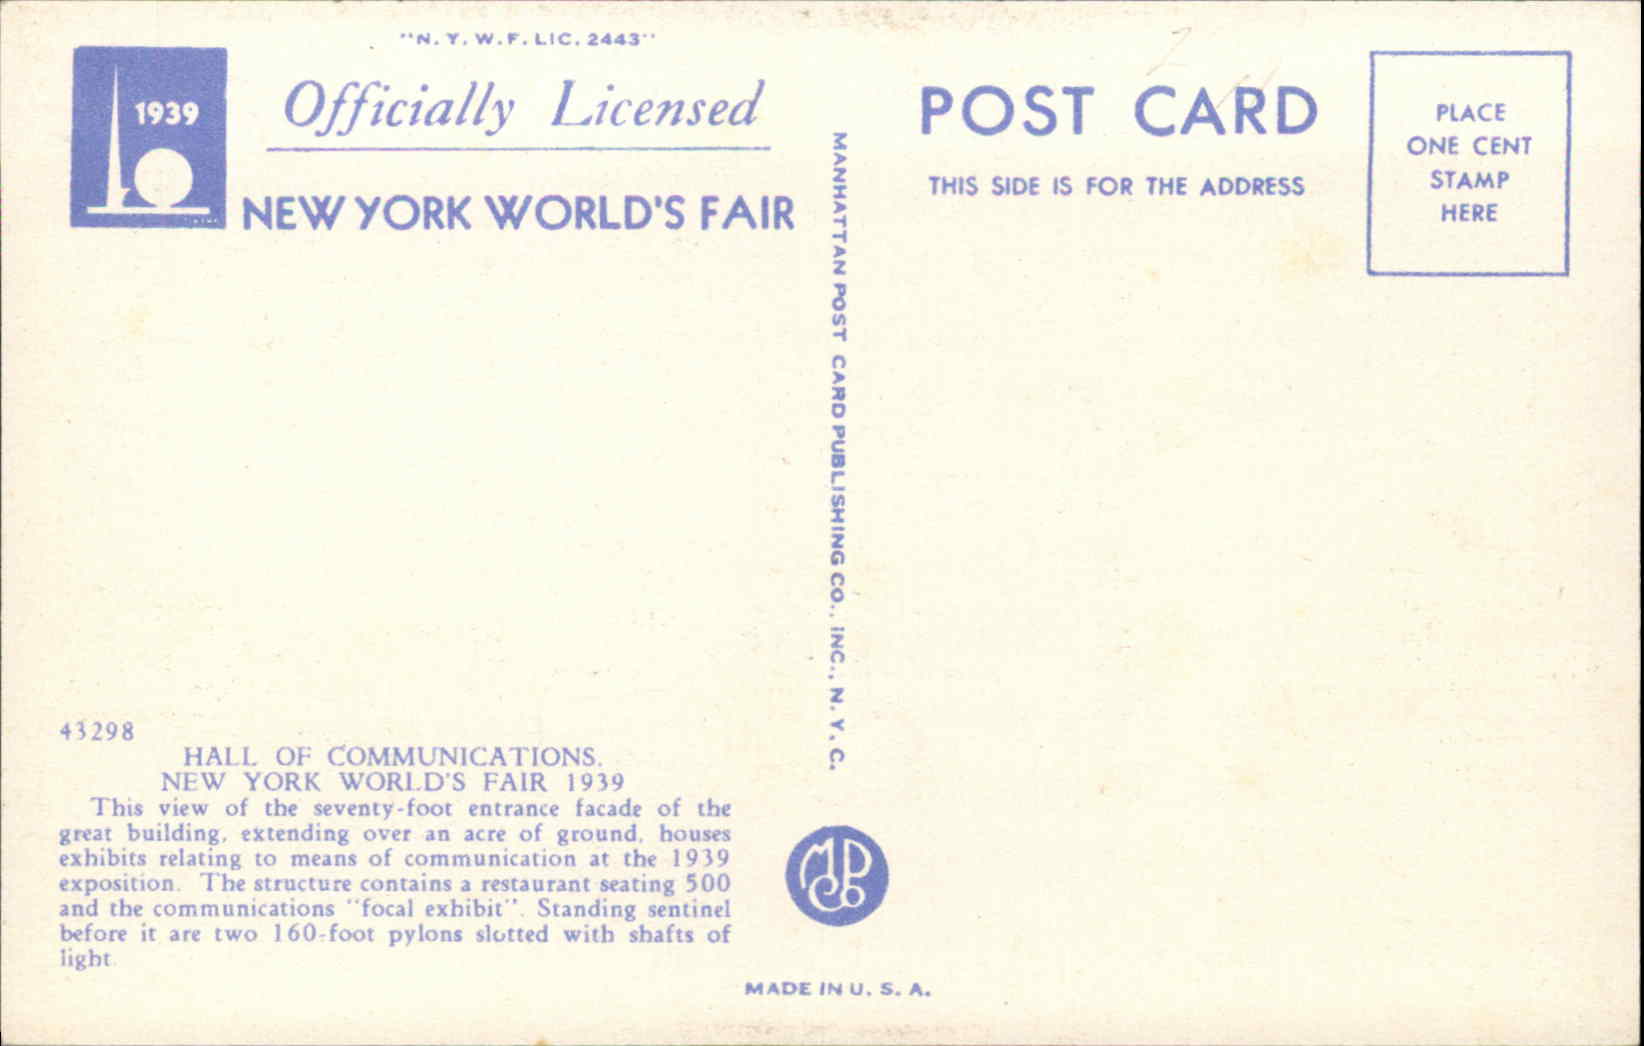 "N. Y. W. F. LIC. 2443"
1939
Officially Licensed
NEW YORK WORLD'S FAIR
POST CARD
THIS SIDE IS FOR THE ADDRESS
PLACE
ONE CENT
STAMP
HERE
MANHATTAN POST CARD PUBLISHING CO., INC., N. Y. C.
43298
HALL OF COMMUNICATIONS.
NEW YORK WORLD'S FAIR 1939
This view of the seventy-foot entrance facade of the
great building, extending over an acre of ground, houses
exhibits relating to means of communication at the 1939
exposition. The structure contains a restaurant seating 500
and the communications "focal exhibit". Standing sentinel
before it are two 160-foot pylons slotted with shafts of
light.
MADE IN U. S. A.